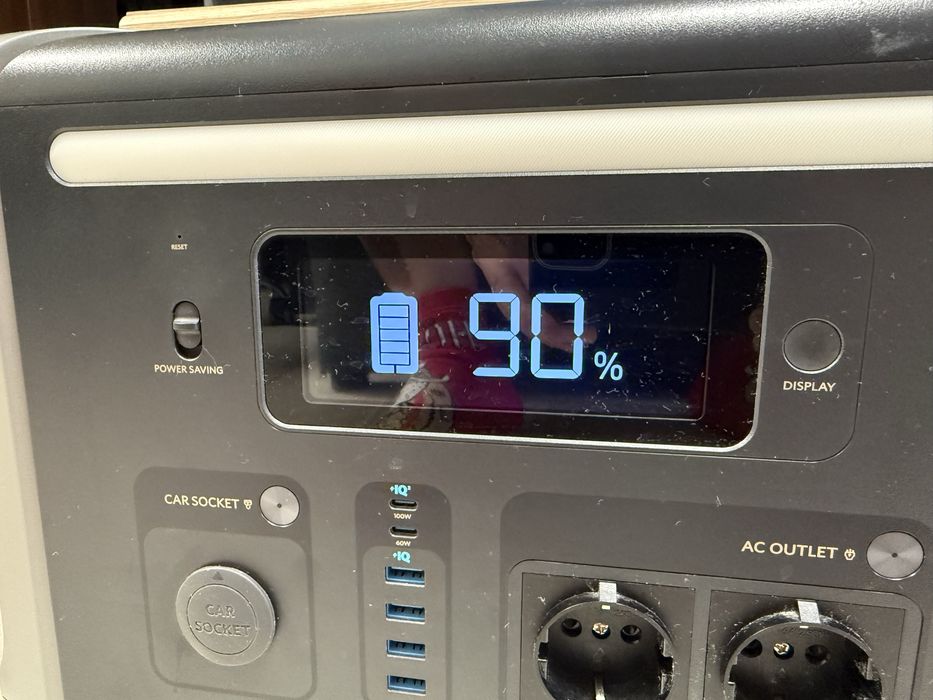 RESET
POWER SAVING
90%
DISPLAY
CAR SOCKET
IQ³
100W
60W
IQ
AC OUTLET
CAR
SOCKET